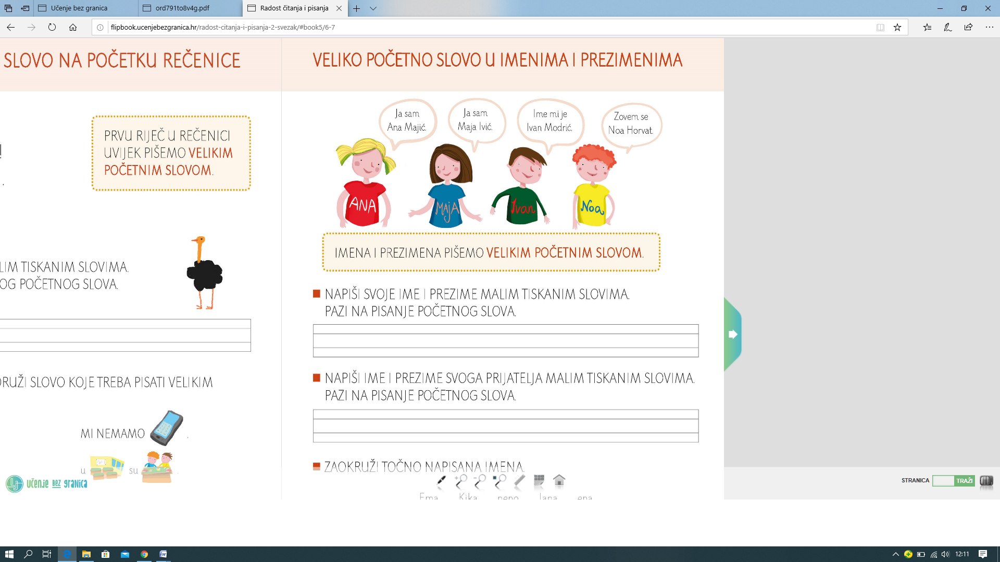 Učenje bez granica
ord791to8v4g.pdf
Radost čitanja i pisanja
flipbook.ucenjebezgranica.hr/radost-citanja-i-pisanja-2-svezak/#book5/6-7
SLOVO NA POČETKU REČENICE
!
PRVU RIJEČ U REČENICI
UVIJEK PIŠEMO VELIKIM
POČETNIM SLOVOM.
.
LIM TISKANIM SLOVIMA.
OG POČETNOG SLOVA.
DRUŽI SLOVO KOJE TREBA PISATI VELIKIM
MI NEMAMO .
u su .
učenje bez granica
VELIKO POČETNO SLOVO U IMENIMA I PREZIMENIMA
Ja sam
Ana Majić.
Ja sam
Maja Ivić.
Ime mi je
Ivan Modrić.
Zovem se
Noa Horvat.
ANA
MAJA
Ivan
Noa
IMENA I PREZIMENA PIŠEMO VELIKIM POČETNIM SLOVOM.
NAPIŠI SVOJE IME I PREZIME MALIM TISKANIM SLOVIMA.
PAZI NA PISANJE POČETNOG SLOVA.
NAPIŠI IME I PREZIME SVOGA PRIJATELJA MALIM TISKANIM SLOVIMA.
PAZI NA PISANJE POČETNOG SLOVA.
ZAOKRUŽI TOČNO NAPISANA IMENA.
Ema Kika neno Jana ena
STRANICA TRAŽI
12:11